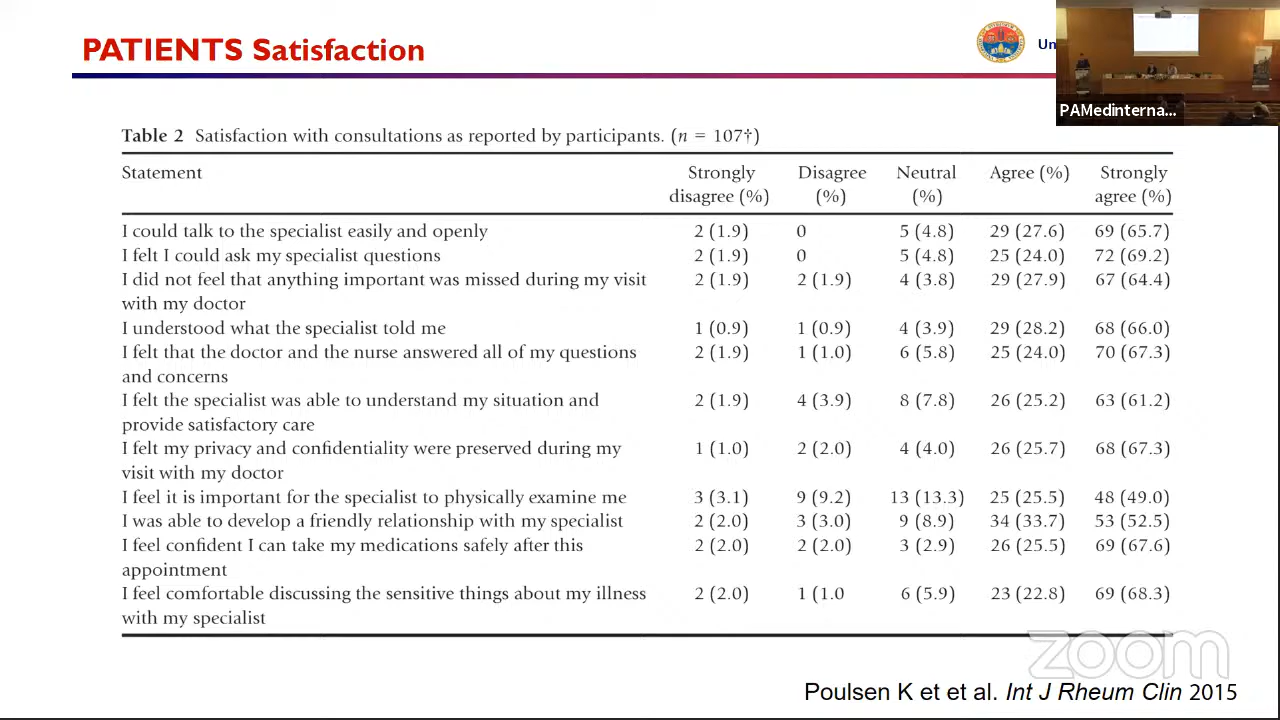 PATIENTS Satisfaction
Un
PAMedinterna...
Table 2 Satisfaction with consultations as reported by participants. (n = 107†)
Statement Strongly disagree (%) Disagree (%) Neutral (%) Agree (%) Strongly agree (%)
I could talk to the specialist easily and openly 2 (1.9) 0 5 (4.8) 29 (27.6) 69 (65.7)
I felt I could ask my specialist questions 2 (1.9) 0 5 (4.8) 25 (24.0) 72 (69.2)
I did not feel that anything important was missed during my visit 2 (1.9) 2 (1.9) 4 (3.8) 29 (27.9) 67 (64.4)
with my doctor
I understood what the specialist told me 1 (0.9) 1 (0.9) 4 (3.9) 29 (28.2) 68 (66.0)
I felt that the doctor and the nurse answered all of my questions 2 (1.9) 1 (1.0) 6 (5.8) 25 (24.0) 70 (67.3)
and concerns
I felt the specialist was able to understand my situation and 2 (1.9) 4 (3.9) 8 (7.8) 26 (25.2) 63 (61.2)
provide satisfactory care
I felt my privacy and confidentiality were preserved during my 1 (1.0) 2 (2.0) 4 (4.0) 26 (25.7) 68 (67.3)
visit with my doctor
I feel it is important for the specialist to physically examine me 3 (3.1) 9 (9.2) 13 (13.3) 25 (25.5) 48 (49.0)
I was able to develop a friendly relationship with my specialist 2 (2.0) 3 (3.0) 9 (8.9) 34 (33.7) 53 (52.5)
I feel confident I can take my medications safely after this 2 (2.0) 2 (2.0) 3 (2.9) 26 (25.5) 69 (67.6)
appointment
I feel comfortable discussing the sensitive things about my illness 2 (2.0) 1 (1.0 6 (5.9) 23 (22.8) 69 (68.3)
with my specialist
zoom
Poulsen K et et al. Int J Rheum Clin 2015